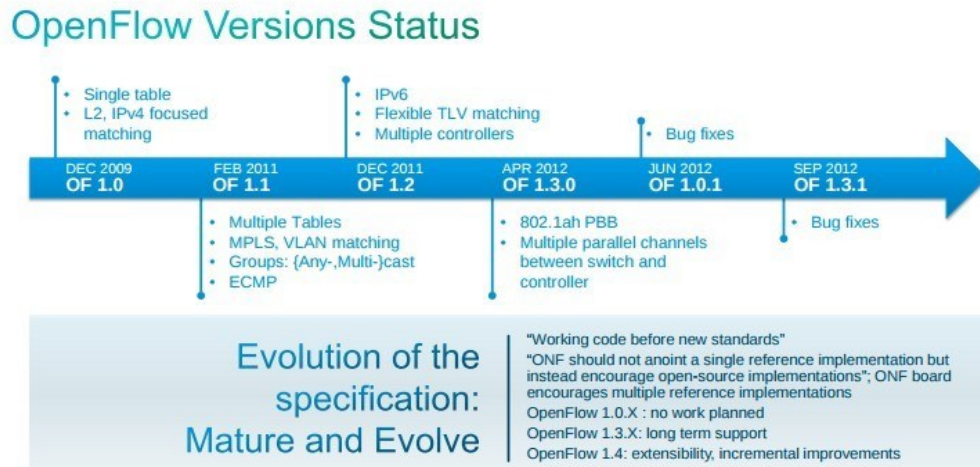 OpenFlow Versions Status
• Single table
• L2, IPv4 focused
matching
• IPv6
• Flexible TLV matching
• Multiple controllers
• Bug fixes
DEC 2009
OF 1.0
FEB 2011
OF 1.1
DEC 2011
OF 1.2
APR 2012
OF 1.3.0
JUN 2012
OF 1.0.1
SEP 2012
OF 1.3.1
• Multiple Tables
• MPLS, VLAN matching
• Groups: {Any-,Multi-}cast
• ECMP
• 802.1ah PBB
• Multiple parallel channels
between switch and
controller
• Bug fixes
Evolution of the
specification:
Mature and Evolve
“Working code before new standards”
“ONF should not anoint a single reference implementation but
instead encourage open-source implementations”; ONF board
encourages multiple reference implementations
OpenFlow 1.0.X : no work planned
OpenFlow 1.3.X: long term support
OpenFlow 1.4: extensibility, incremental improvements